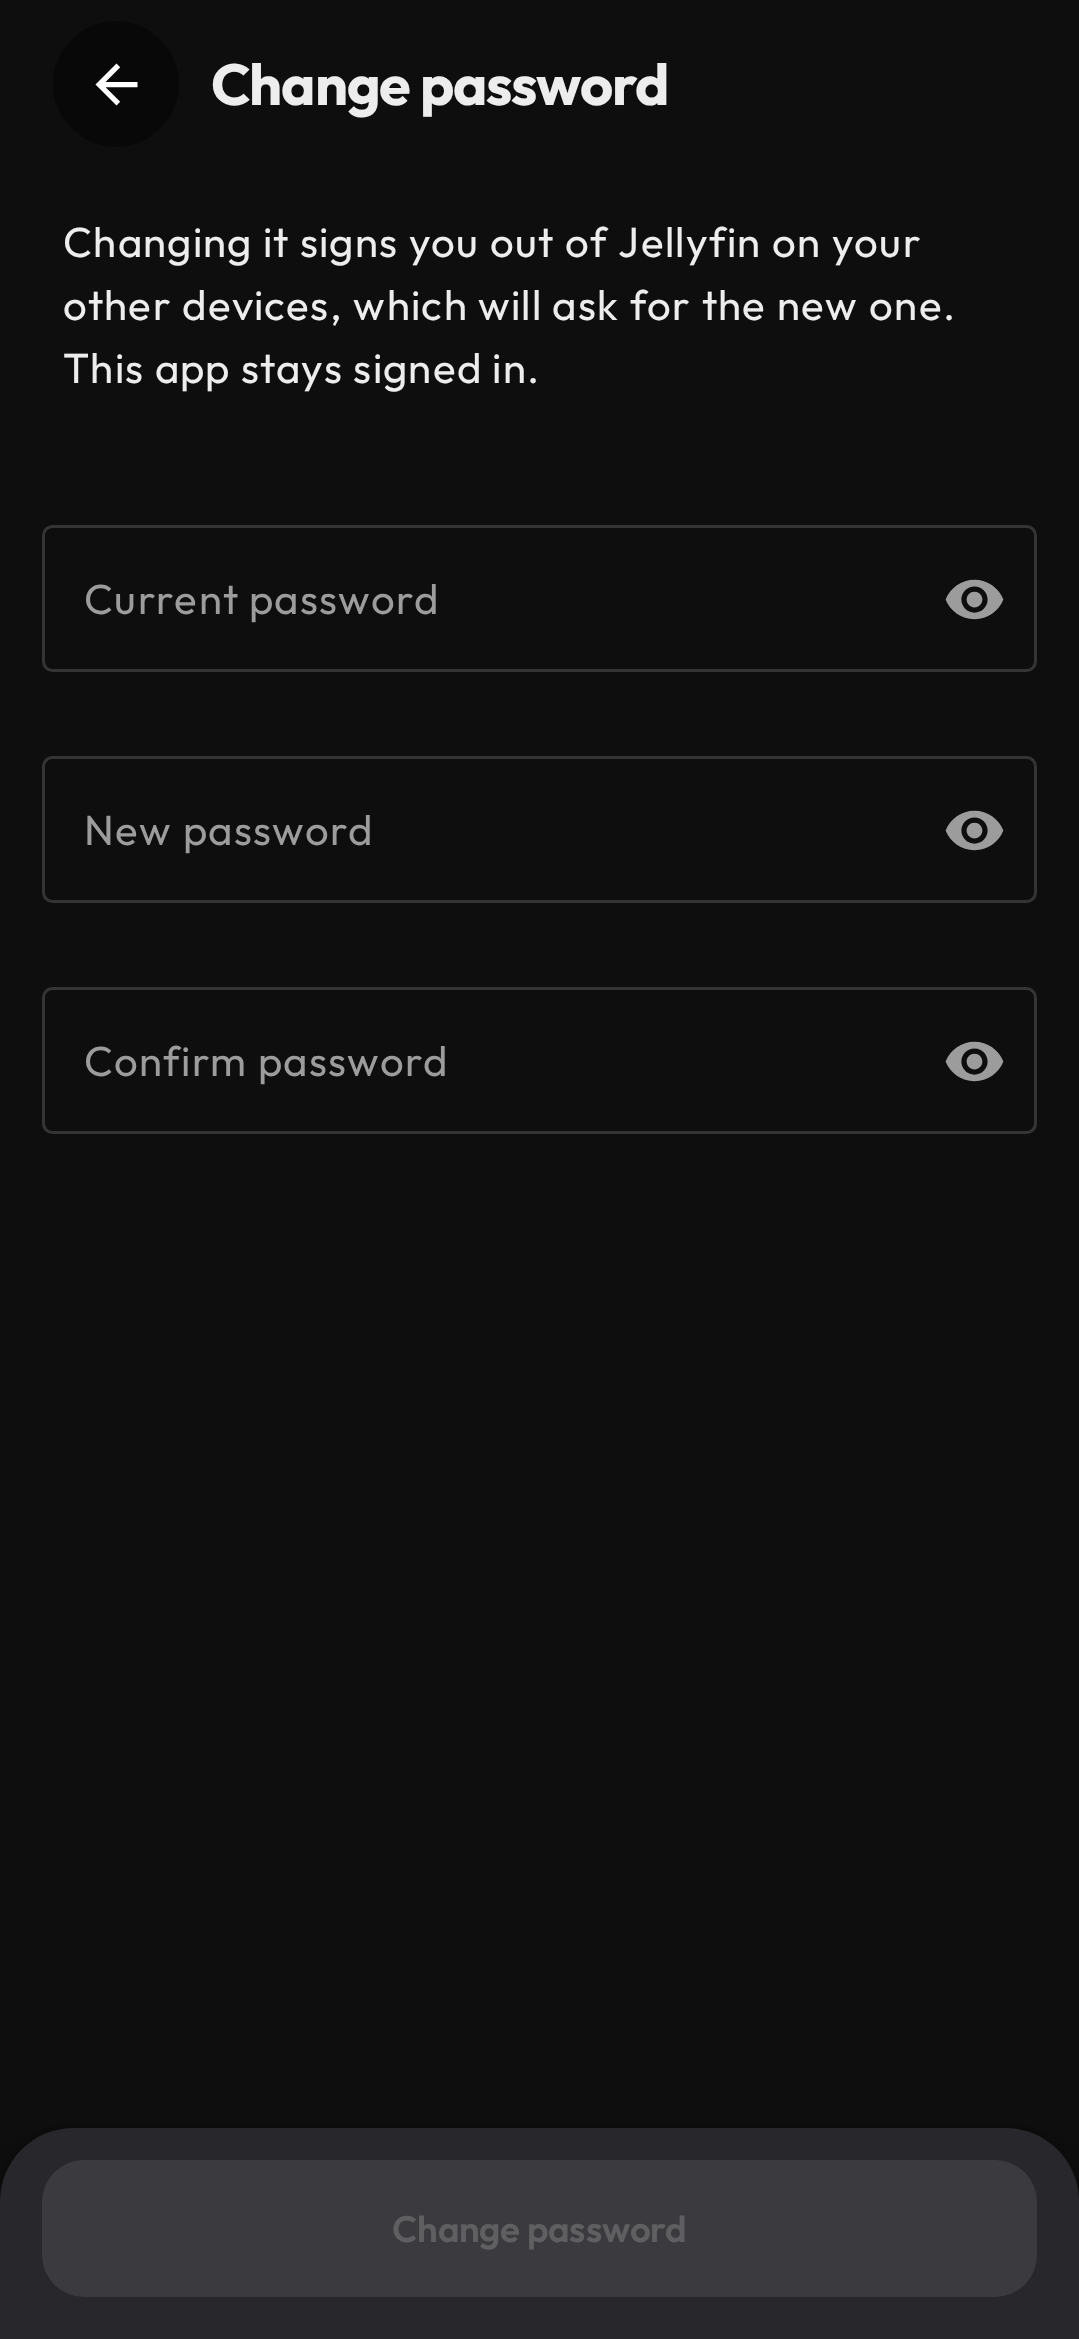 Change password
Changing it signs you out of Jellyfin on your
other devices, which will ask for the new one.
This app stays signed in.
Current password
New password
Confirm password
Change password